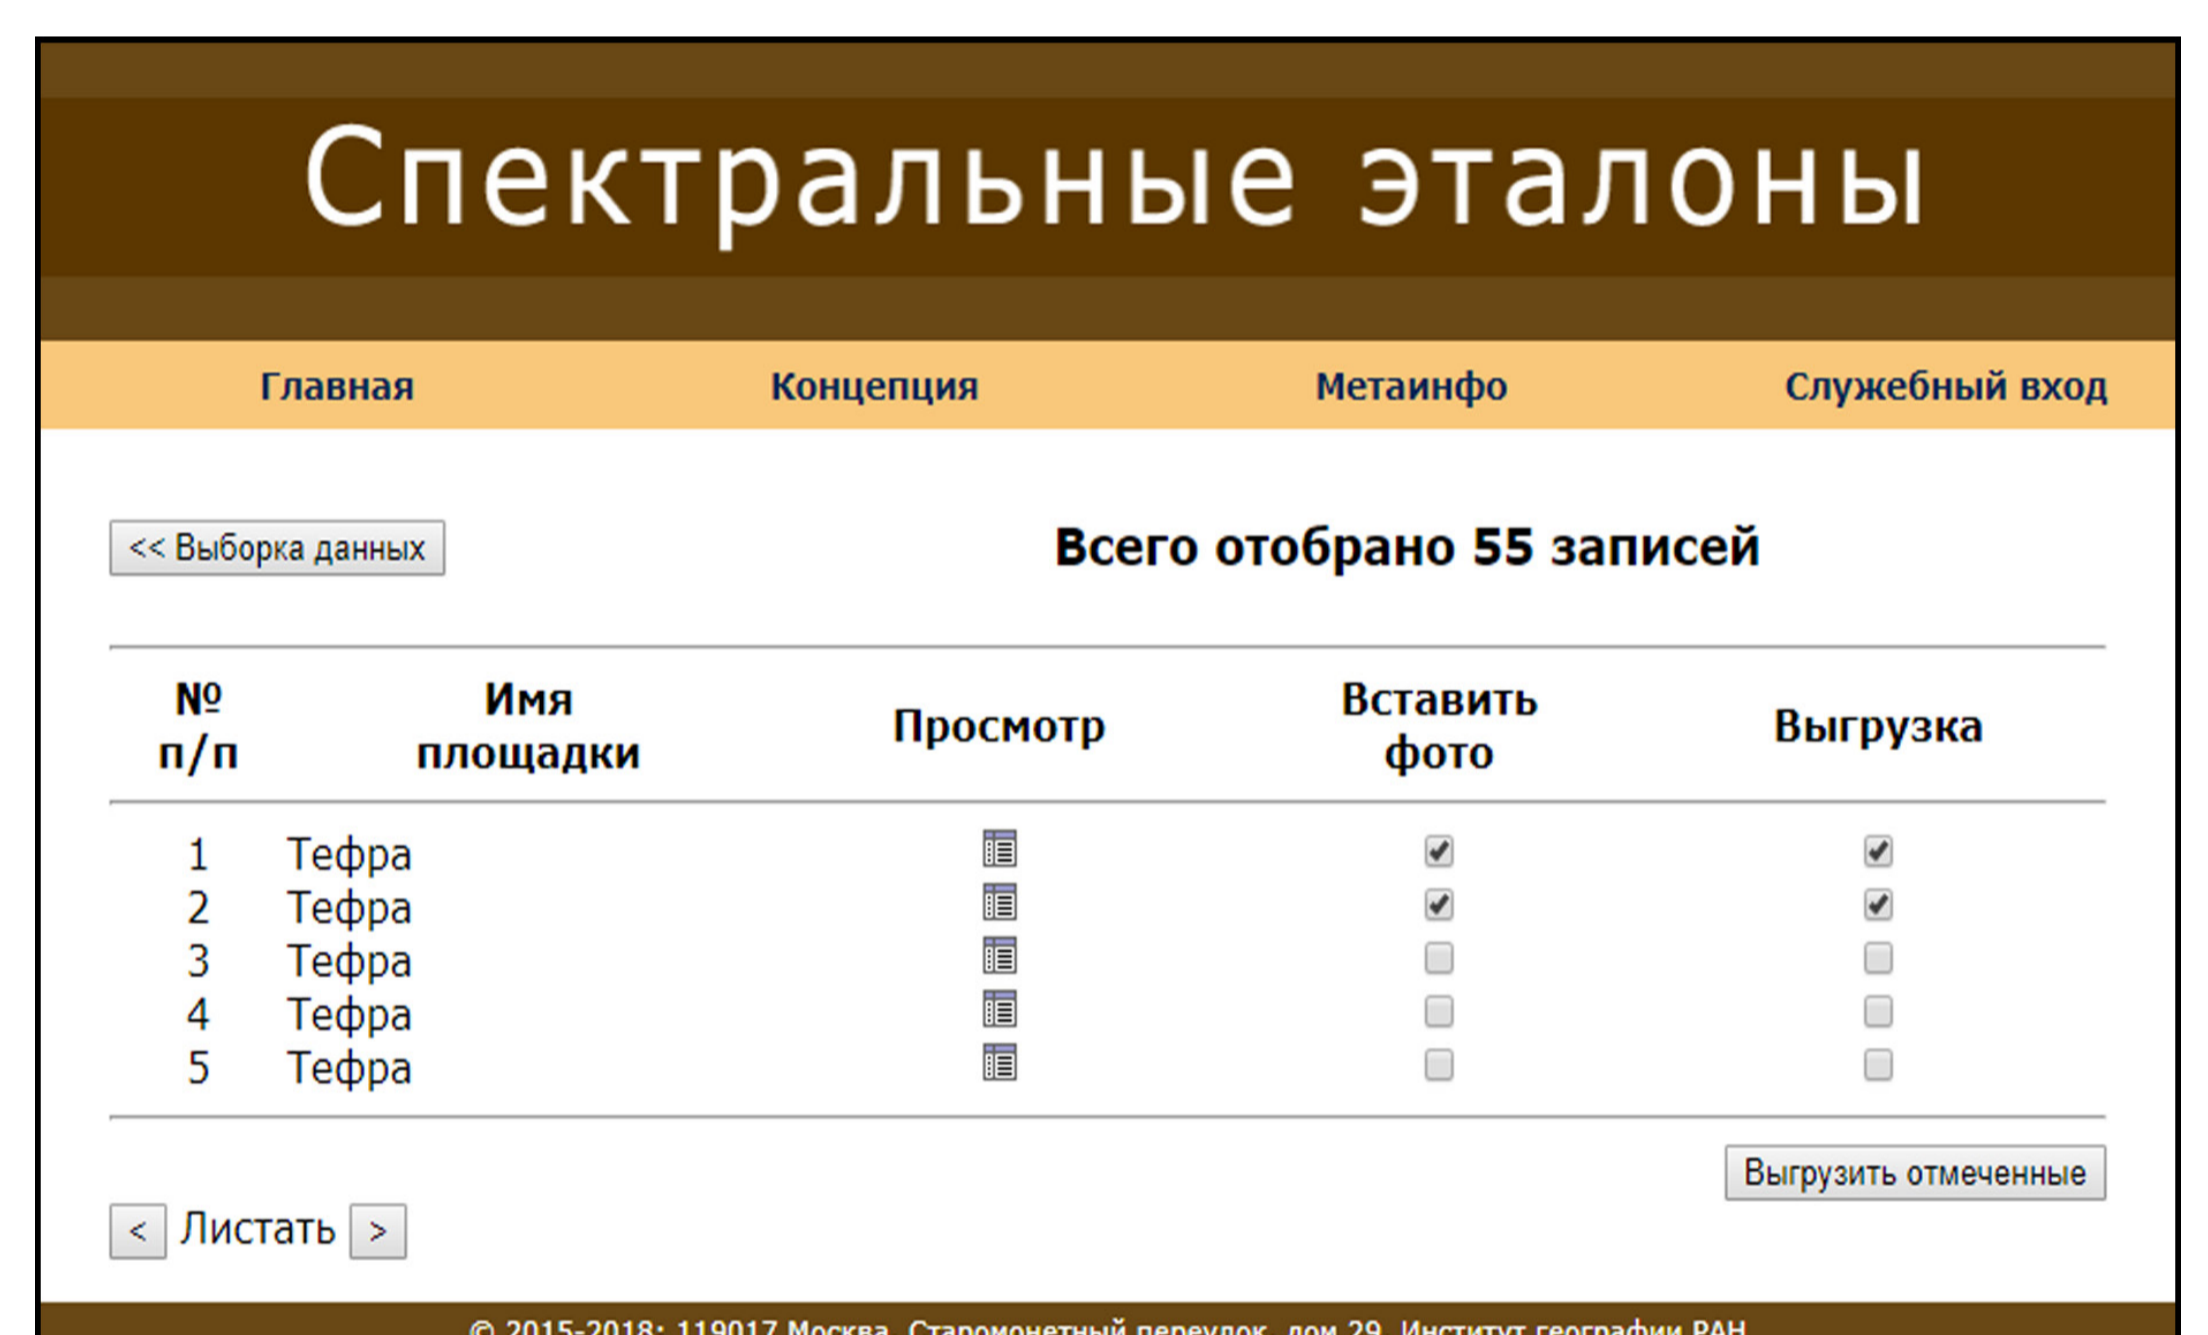 Спектральные эталоны
Главная Концепция Метаинфо Служебный вход
<< Выборка данных Всего отобрано 55 записей
№ п/п Имя площадки Просмотр Вставить фото Выгрузка
1 Тефра
2 Тефра
3 Тефра
4 Тефра
5 Тефра
Выгрузить отмеченные
< Листать >
© 2015-2018: 119017 Москва, Старомонетный переулок, дом 29, Институт географии РАН